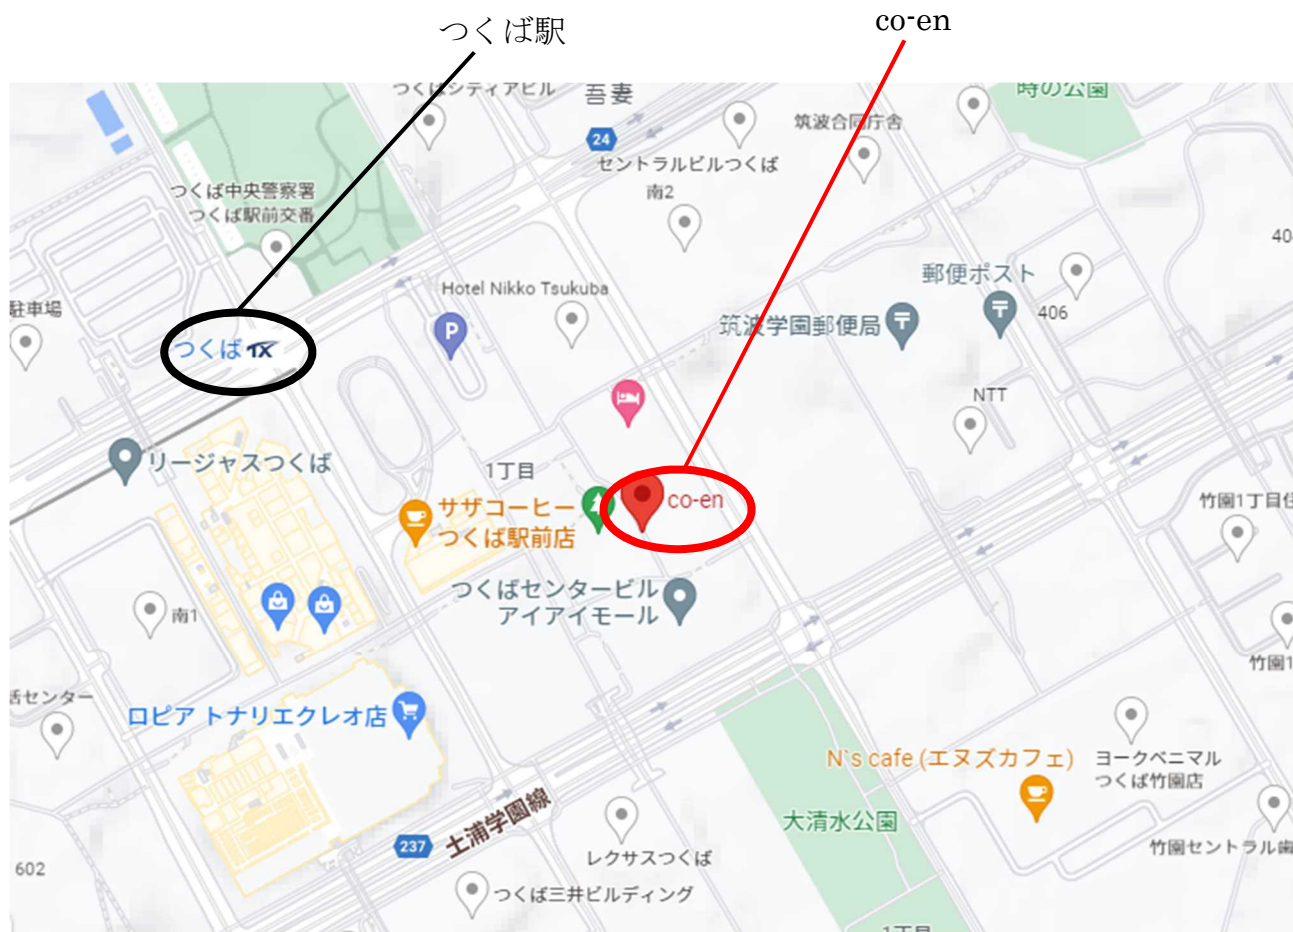 つくば駅
co-en
つくばシティアビル
吾妻
時の公園
24
筑波合同庁舎
セントラルビルつくば
南2
つくば中央警察署
つくば駅前交番
郵便ポスト
Hotel Nikko Tsukuba
駐車場
406
筑波学園郵便局
つくば
P
NTT
リージャスつくば
1丁目
サザコーヒー
つくば駅前店
co-en
竹園1丁目住
つくばセンタービル
アイアイモール
南1
竹園1
活センター
ロピア トナリエクレオ店
N's cafe (エヌズカフェ)
ヨークベニマル
つくば竹園店
大清水公園
237
土浦学園線
レクサスつくば
竹園セントラル歯
602
つくば三井ビルディング
1丁目